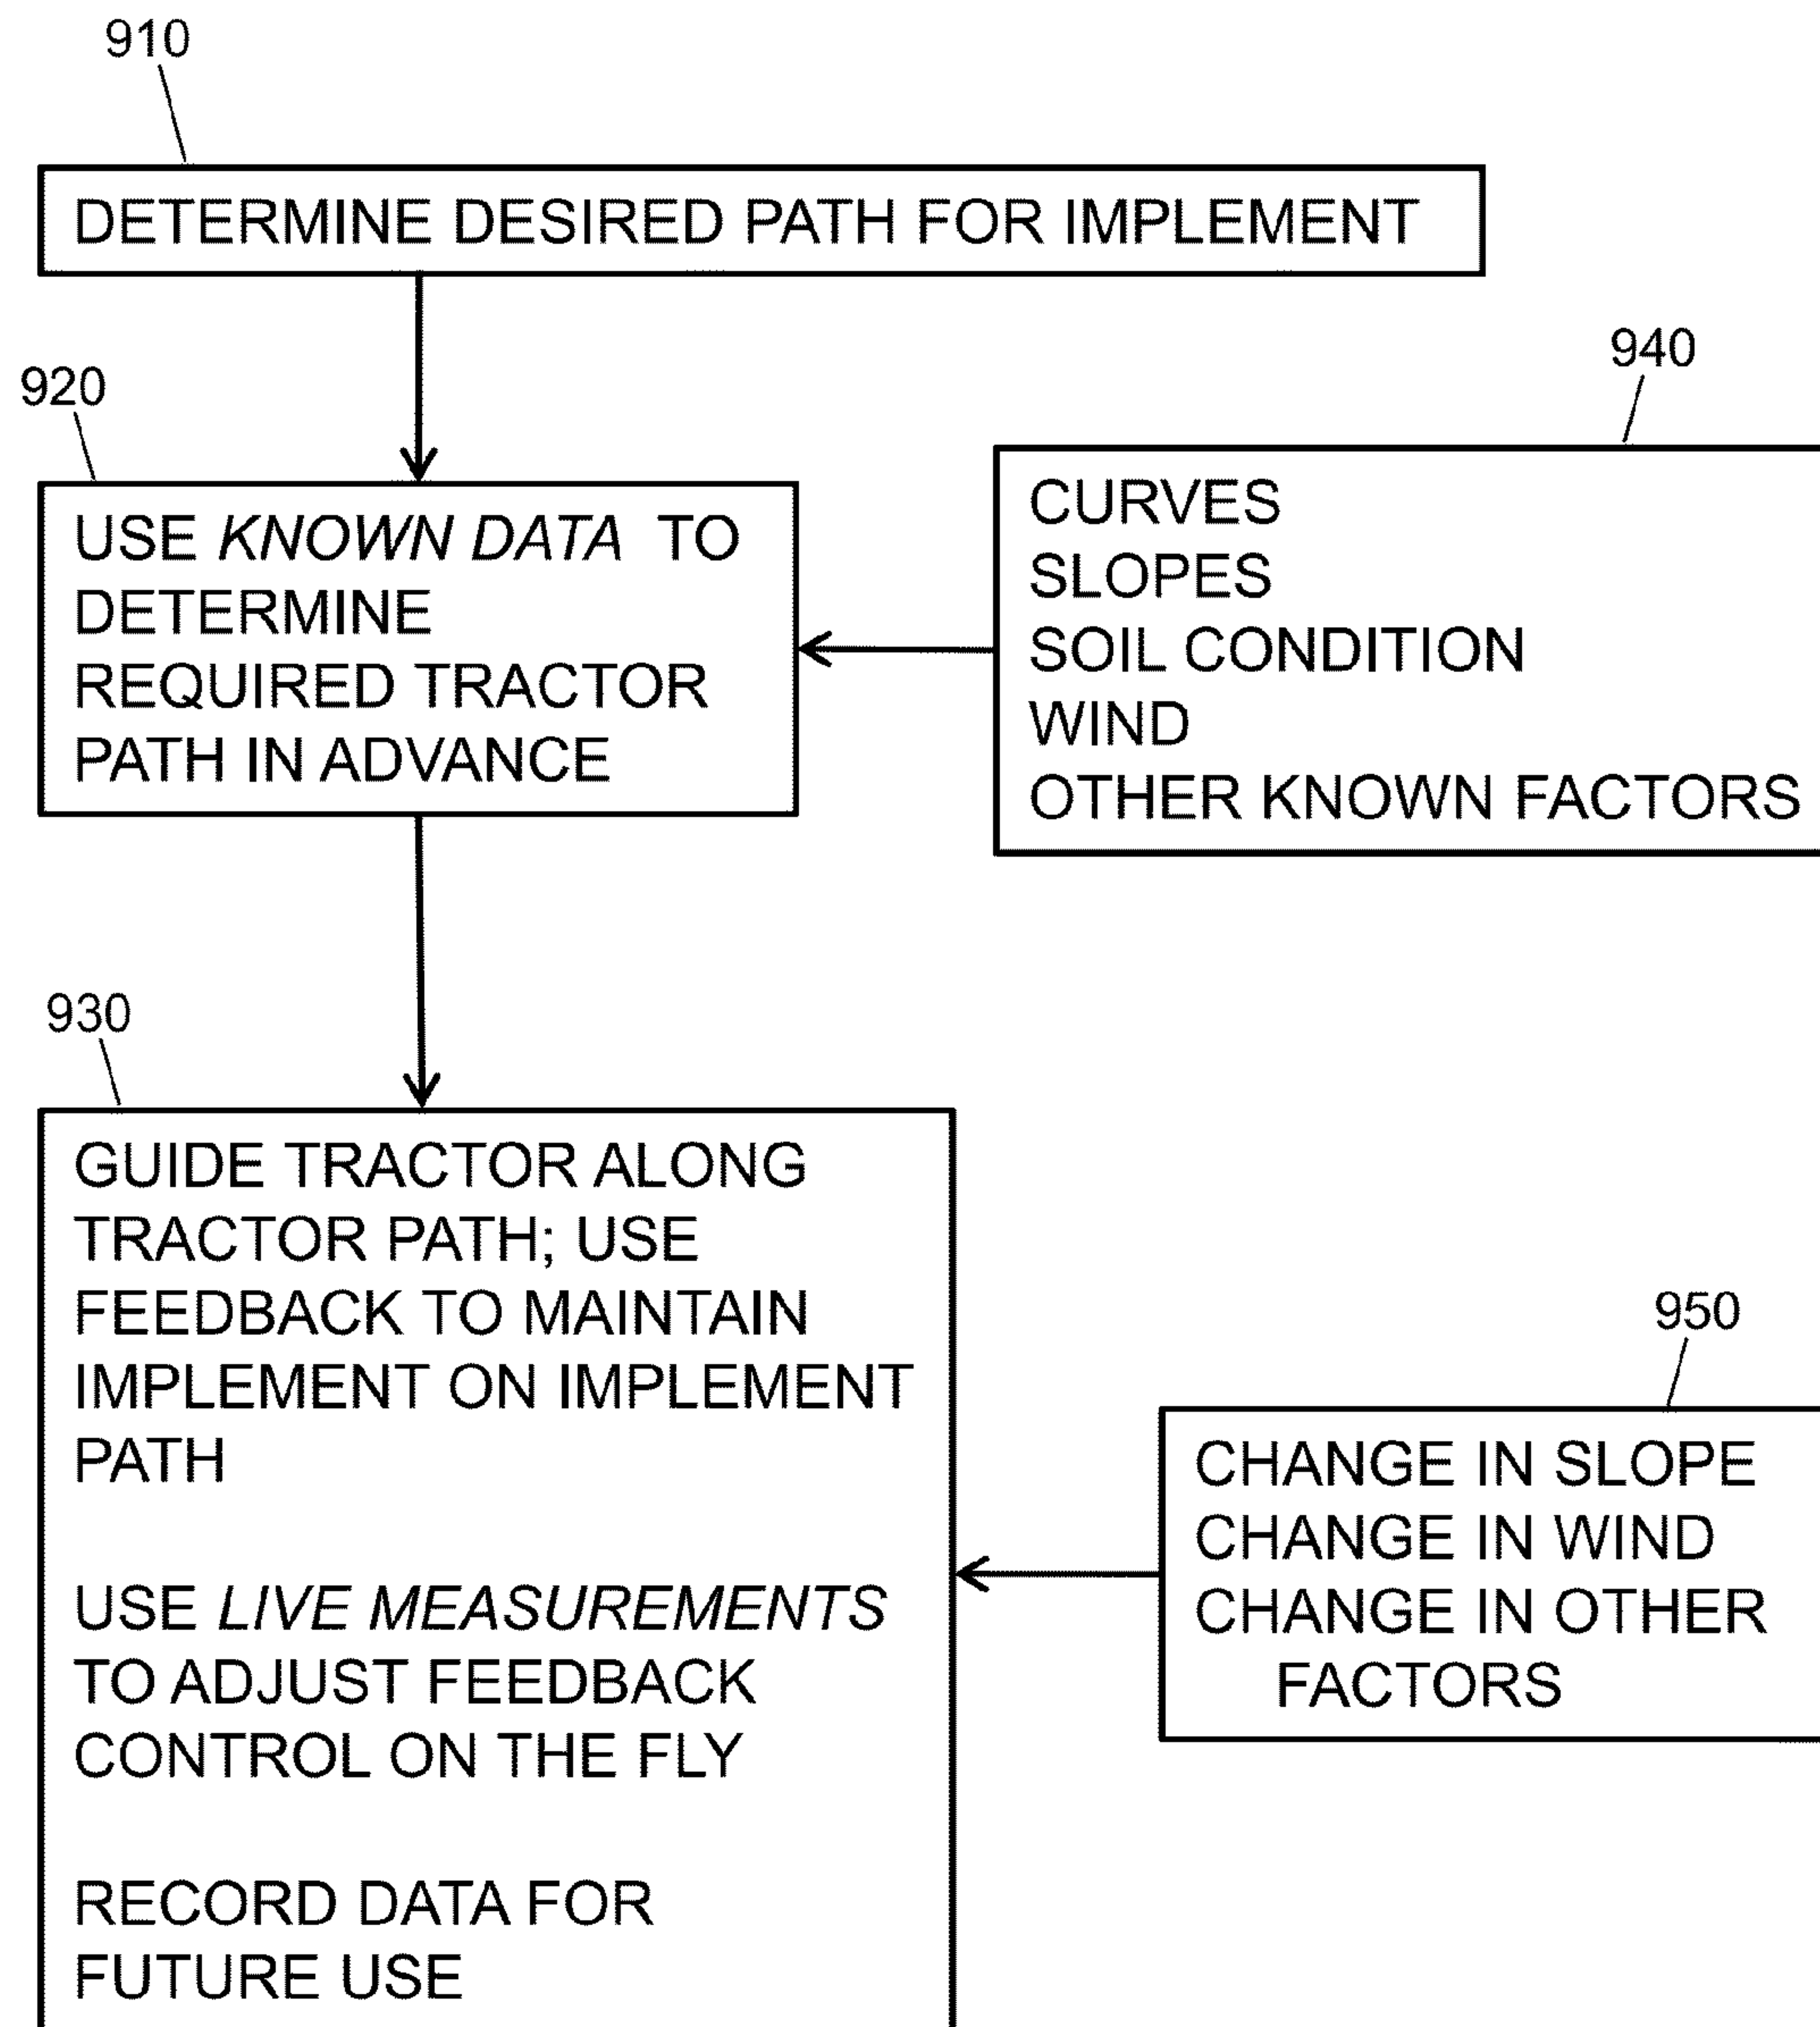 910
DETERMINE DESIRED PATH FOR IMPLEMENT
920
USE KNOWN DATA TO
DETERMINE
REQUIRED TRACTOR
PATH IN ADVANCE
940
CURVES
SLOPES
SOIL CONDITION
WIND
OTHER KNOWN FACTORS
930
GUIDE TRACTOR ALONG
TRACTOR PATH; USE
FEEDBACK TO MAINTAIN
IMPLEMENT ON IMPLEMENT
PATH
USE LIVE MEASUREMENTS
TO ADJUST FEEDBACK
CONTROL ON THE FLY
RECORD DATA FOR
FUTURE USE
950
CHANGE IN SLOPE
CHANGE IN WIND
CHANGE IN OTHER
FACTORS